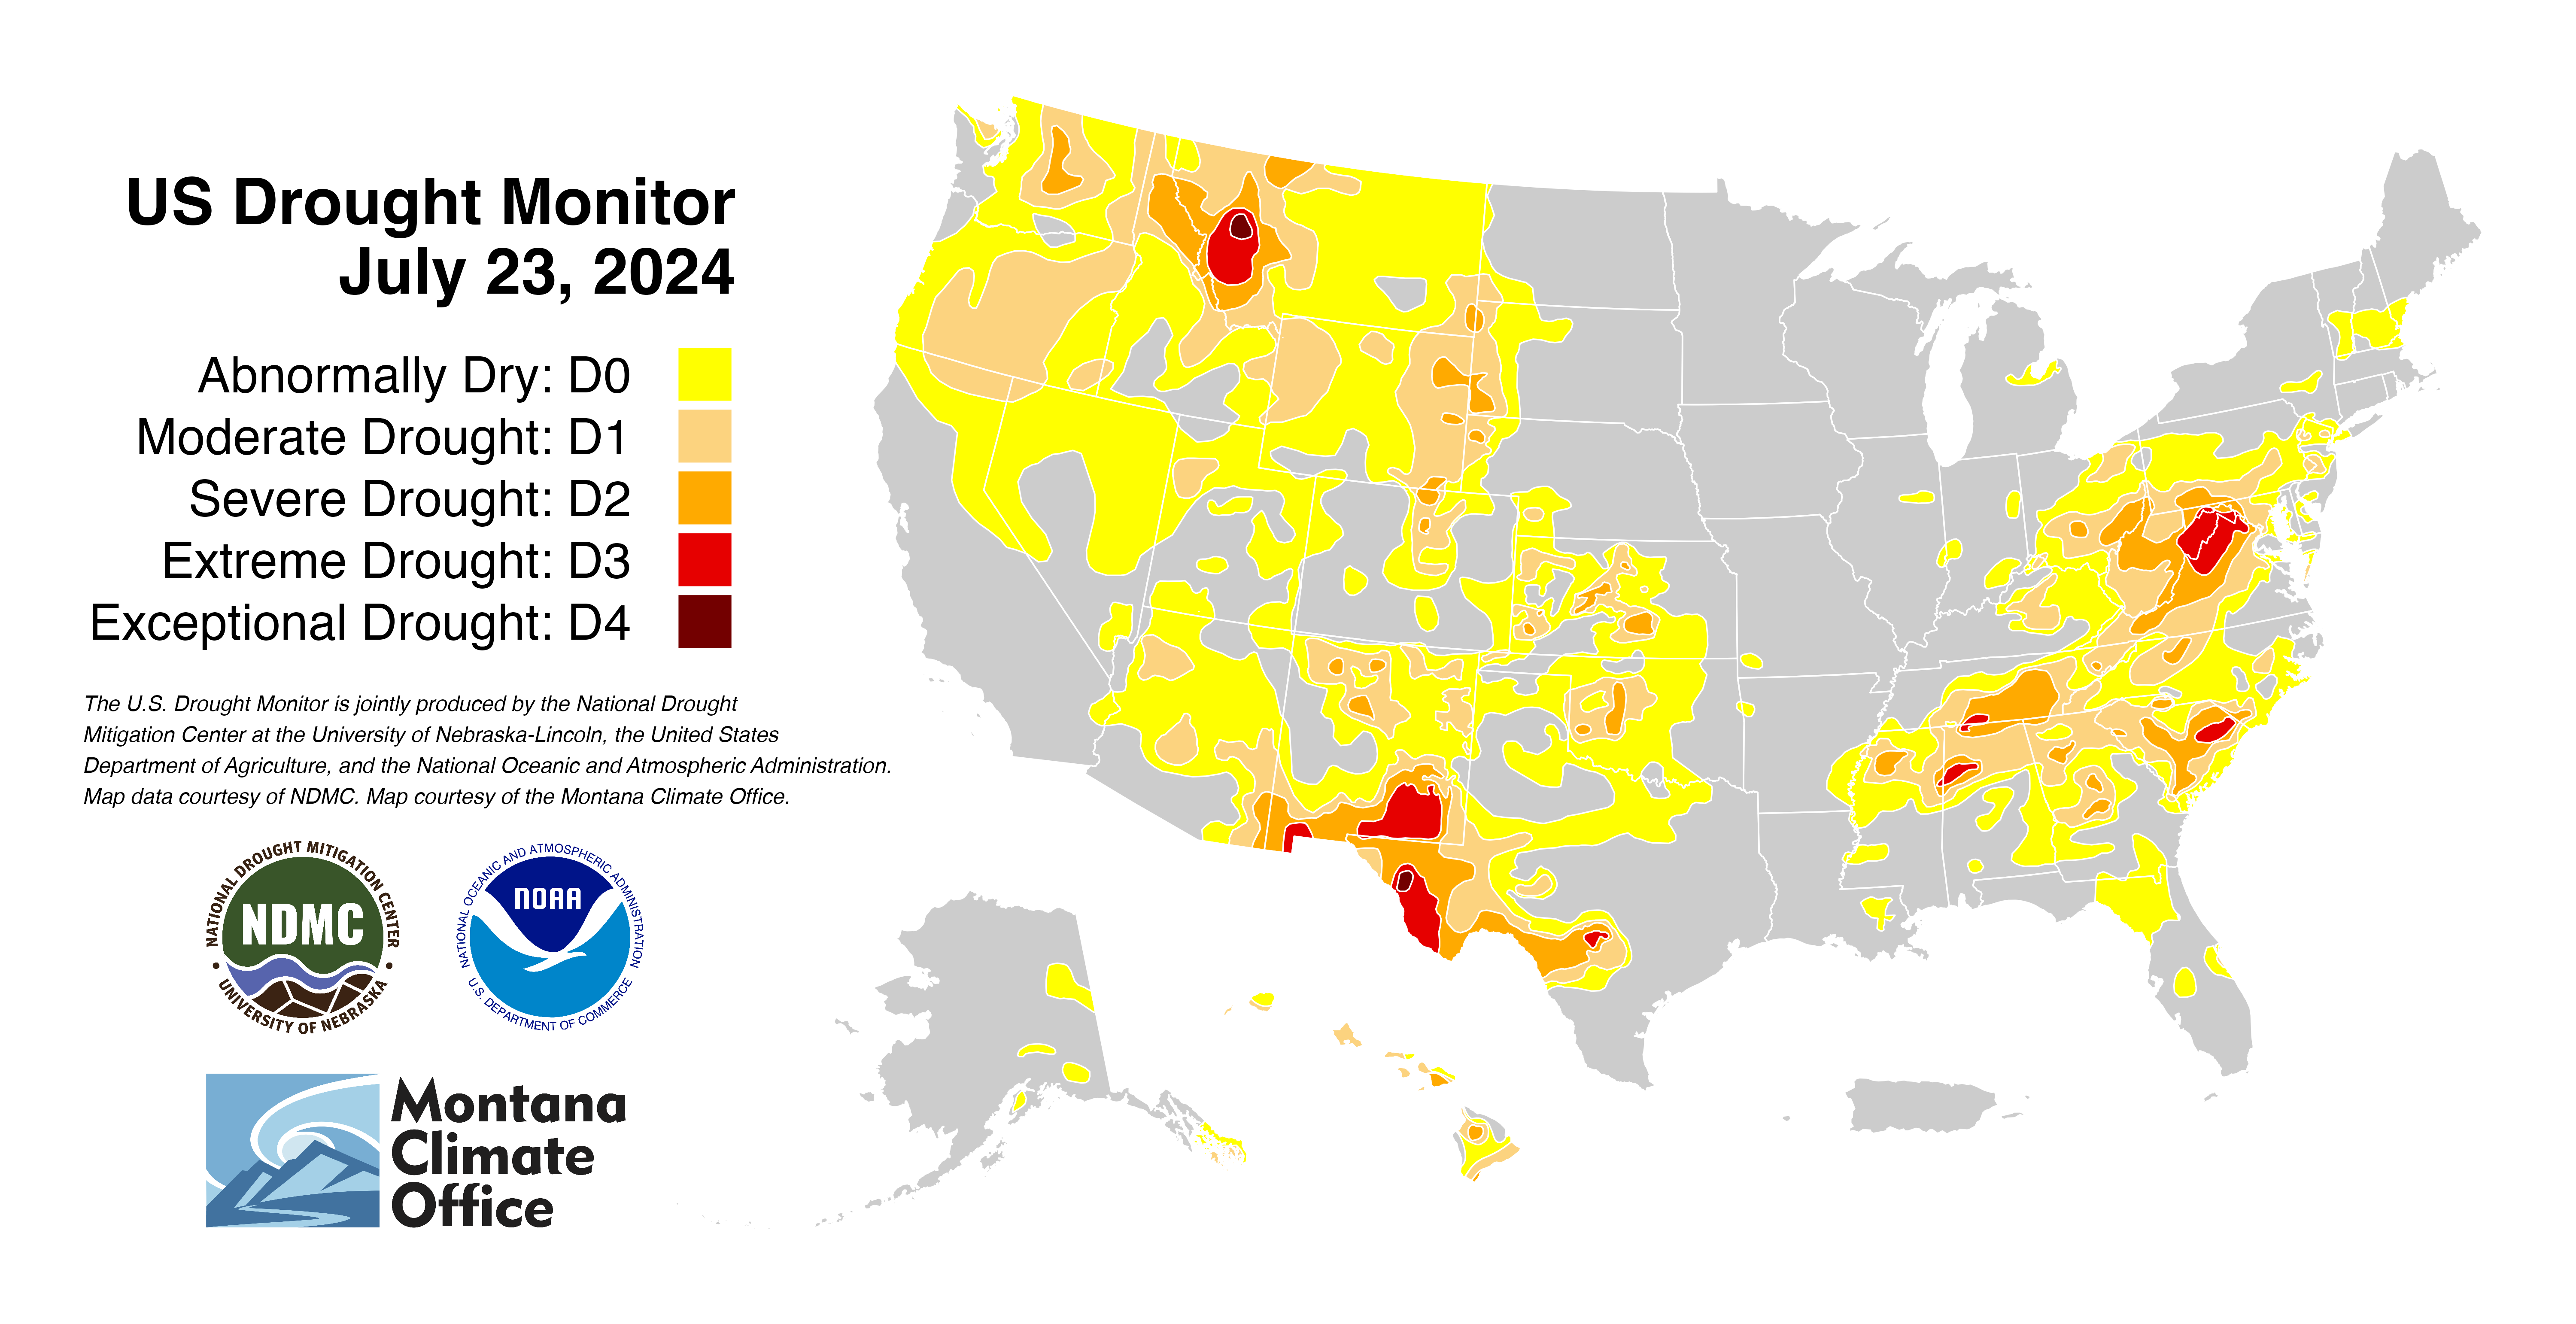 US Drought Monitor
July 23, 2024
Abnormally Dry: D0
Moderate Drought: D1
Severe Drought: D2
Extreme Drought: D3
Exceptional Drought: D4
The U.S. Drought Monitor is jointly produced by the National Drought
Mitigation Center at the University of Nebraska-Lincoln, the United States
Department of Agriculture, and the National Oceanic and Atmospheric Administration.
Map data courtesy of NDMC. Map courtesy of the Montana Climate Office.
NATIONAL DROUGHT MITIGATION CENTER
NDMC
• UNIVERSITY OF NEBRASKA •
NATIONAL OCEANIC AND ATMOSPHERIC ADMINISTRATION
NOAA
U.S. DEPARTMENT OF COMMERCE
Montana
Climate
Office